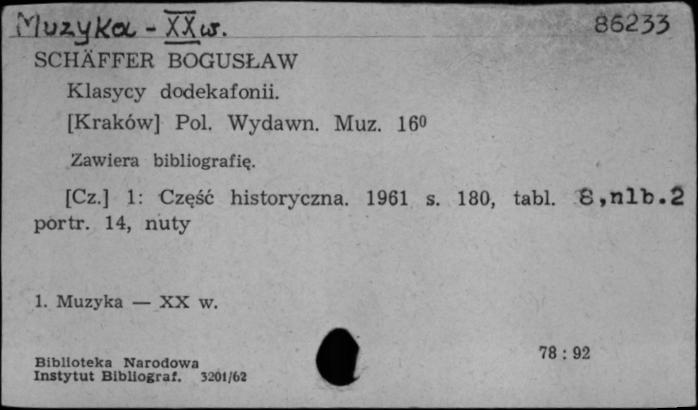 Muzyka - XX w. 86233
SCHÄFFER BOGUSŁAW
Klasycy dodekafonii.
[Kraków] Pol. Wydawn. Muz. 16⁰
Zawiera bibliografię.
[Cz.] 1: Część historyczna. 1961 s. 180, tabl. 8,nlb.2
portr. 14, nuty
1. Muzyka — XX w.
78 : 92
Biblioteka Narodowa
Instytut Bibliograf. 3201/62